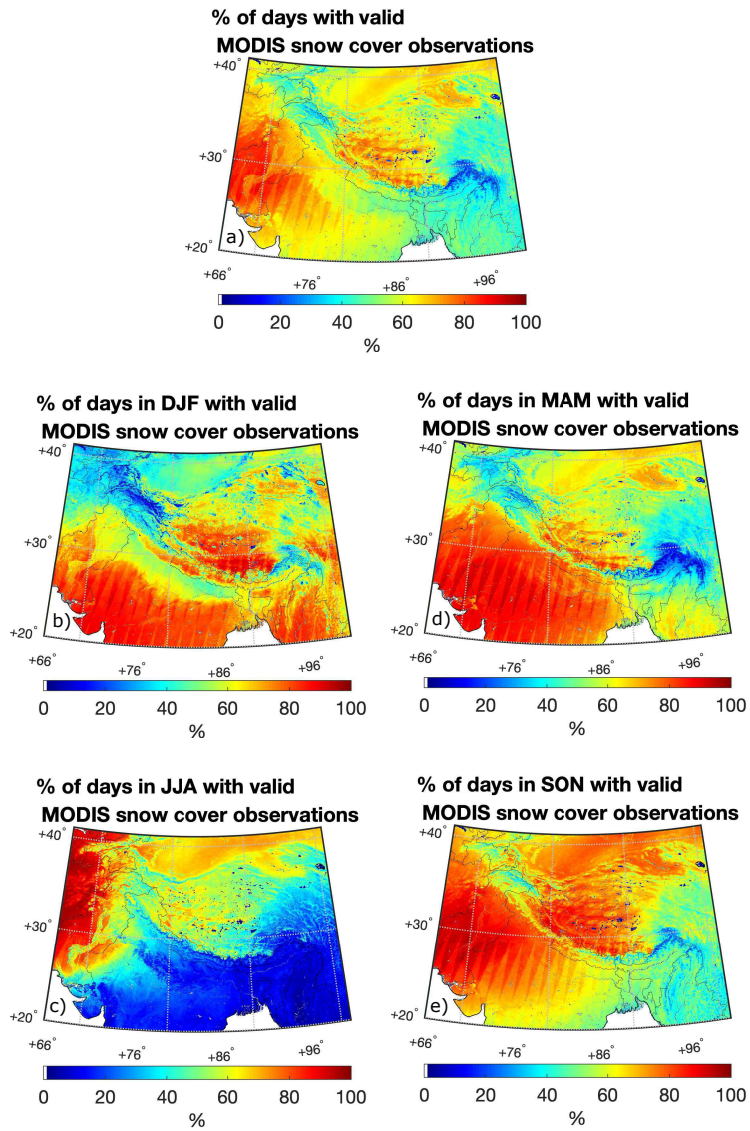 % of days with valid
MODIS snow cover observations
+40°
+30°
+20°
a)
+66°
+76°
+86°
+96°
0 20 40 60 80 100
%
% of days in DJF with valid
MODIS snow cover observations
+40°
+30°
+20°
b)
+66°
+76°
+86°
+96°
0 20 40 60 80 100
%
% of days in MAM with valid
MODIS snow cover observations
+40°
+30°
+20°
d)
+66°
+76°
+86°
+96°
0 20 40 60 80 100
%
% of days in JJA with valid
MODIS snow cover observations
+40°
+30°
+20°
c)
+66°
+76°
+86°
+96°
0 20 40 60 80 100
%
% of days in SON with valid
MODIS snow cover observations
+40°
+30°
+20°
e)
+66°
+76°
+86°
+96°
0 20 40 60 80 100
%